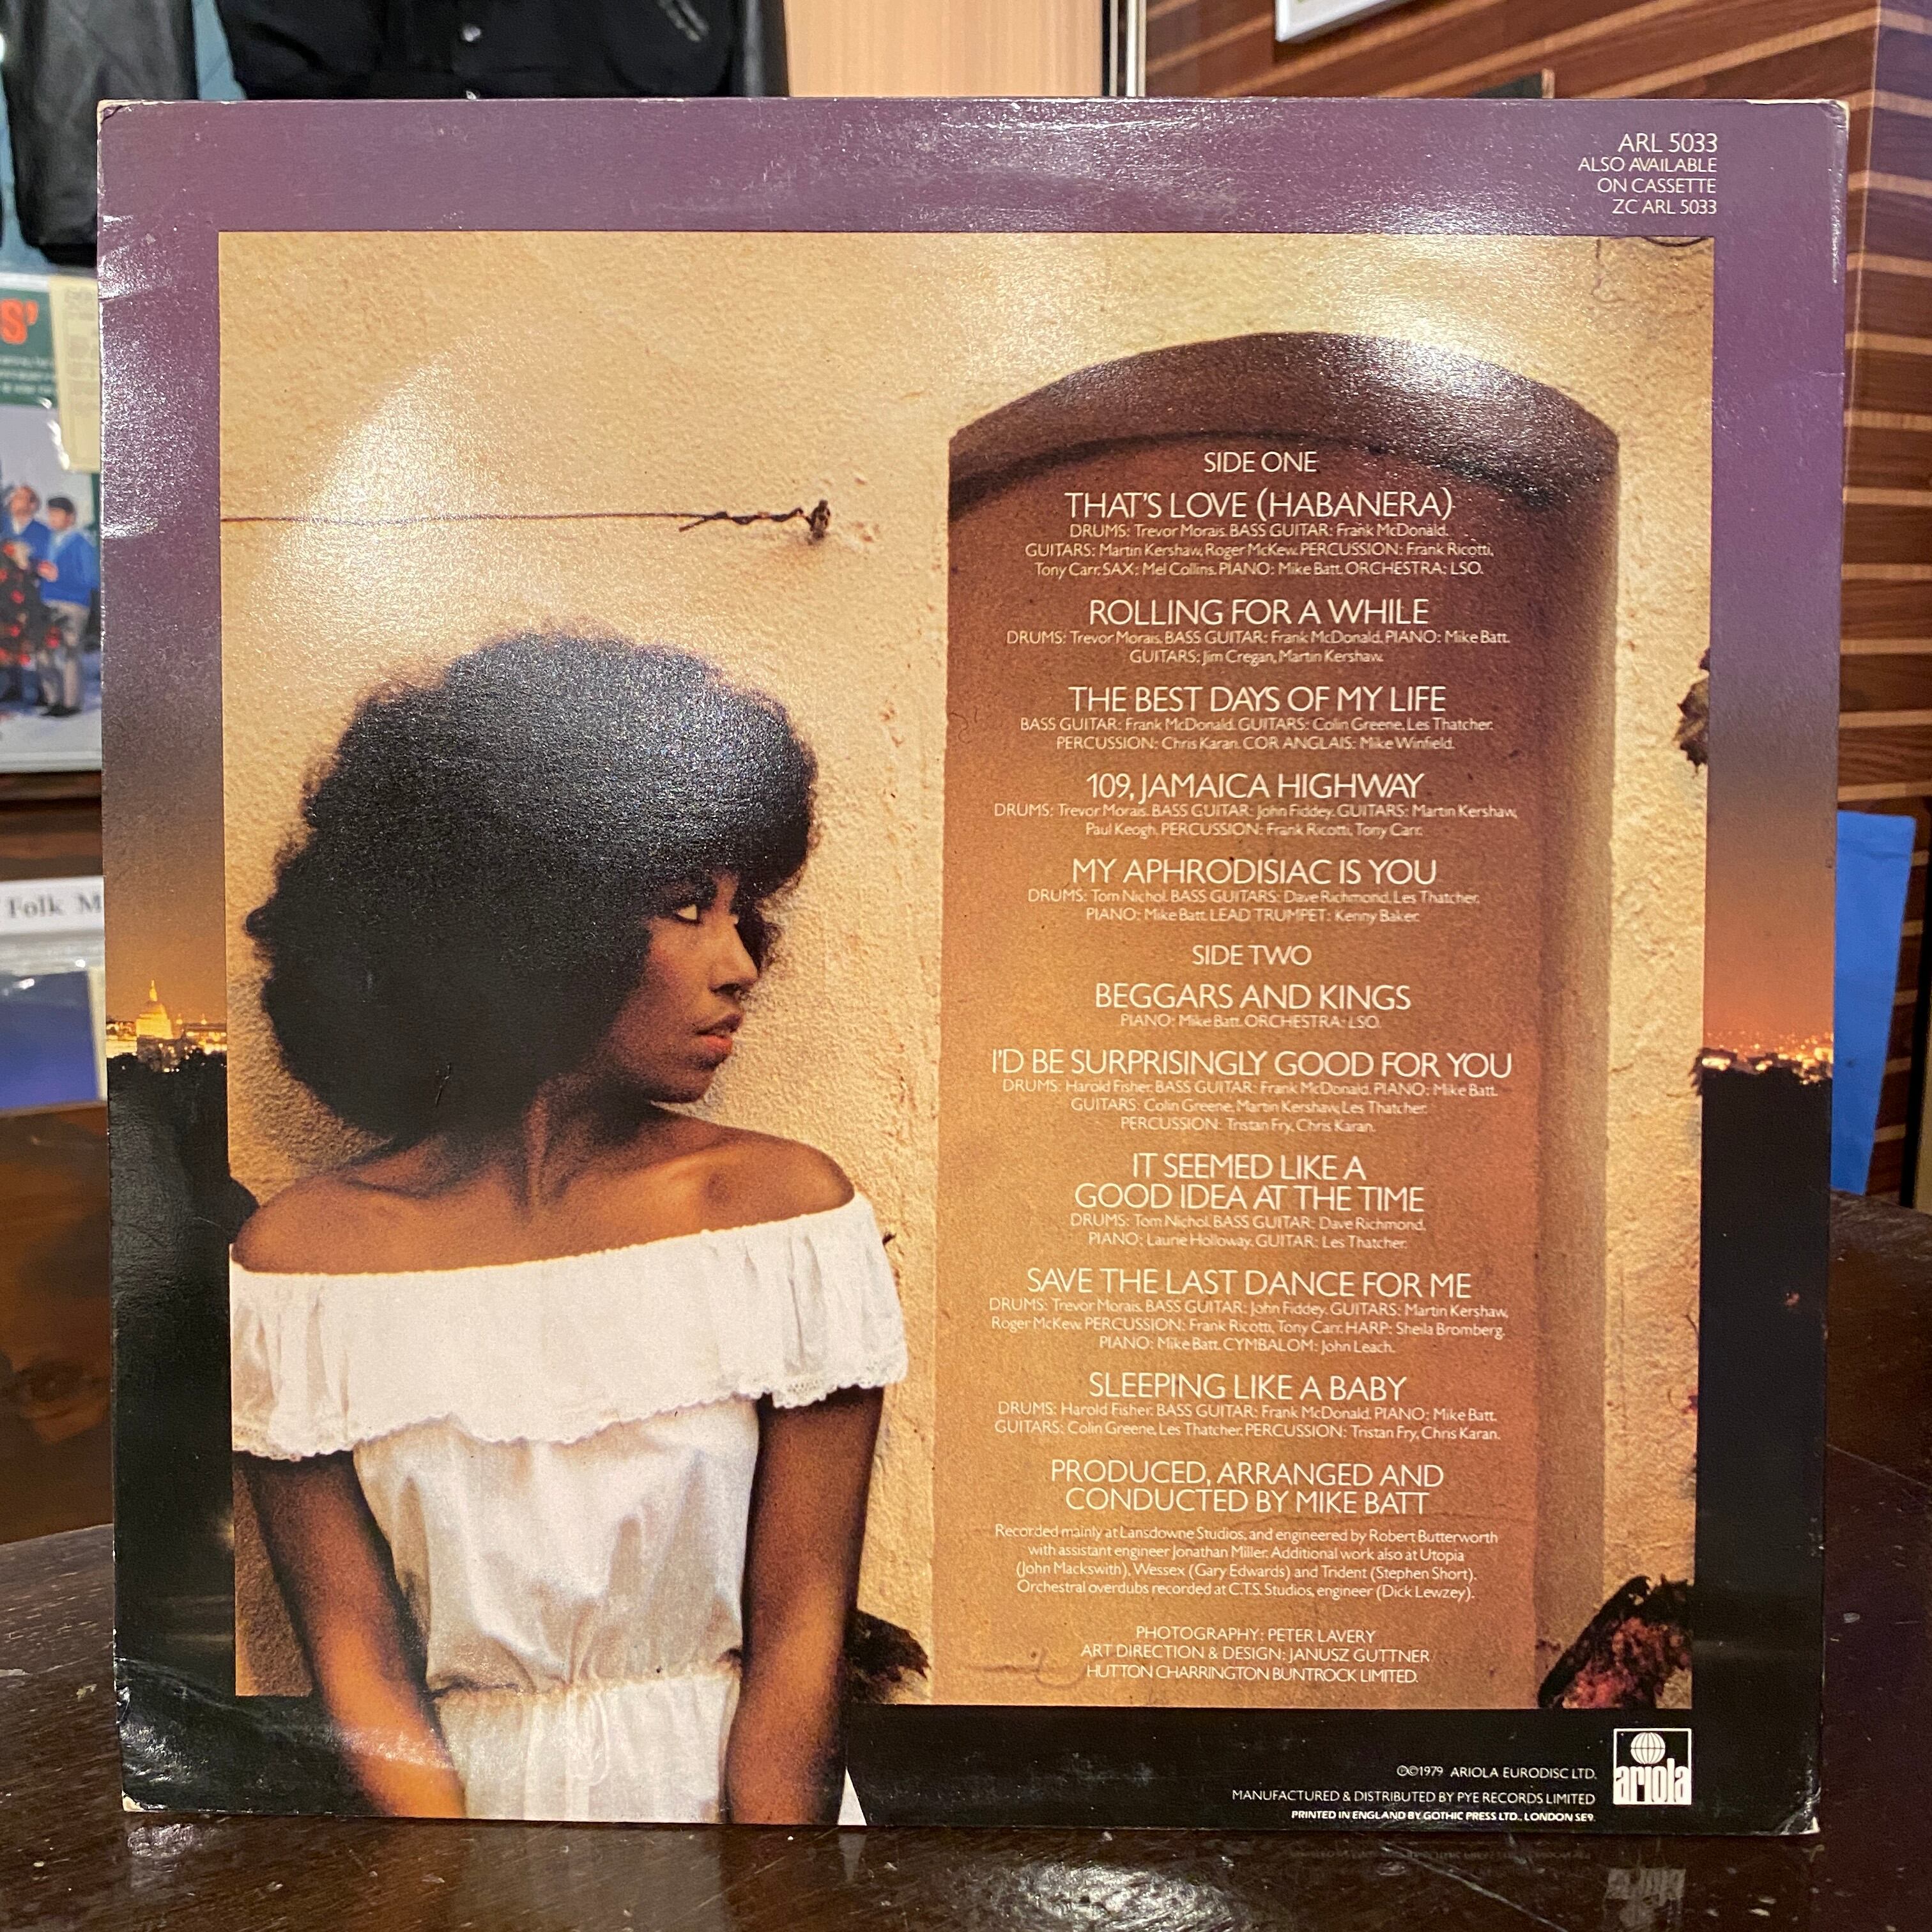 ARL 5033
ALSO AVAILABLE
ON CASSETTE
ZC ARL 5033
S'
Folk M
SIDE ONE
THAT'S LOVE (HABANERA)
DRUMS: Trevor Morais. BASS GUITAR: Frank McDonald.
GUITARS: Martin Kershaw, Roger McKew. PERCUSSION: Frank Ricotti,
Tony Carr. SAX: Mel Collins. PIANO: Mike Batt. ORCHESTRA: LSO.
ROLLING FOR A WHILE
DRUMS: Trevor Morais. BASS GUITAR: Frank McDonald. PIANO: Mike Batt.
GUITARS: Jim Cregan, Martin Kershaw.
THE BEST DAYS OF MY LIFE
BASS GUITAR: Frank McDonald. GUITARS: Colin Greene, Les Thatcher.
PERCUSSION: Chris Karan. COR ANGLAIS: Mike Winfield.
109, JAMAICA HIGHWAY
DRUMS: Trevor Morais. BASS GUITAR: John Fiddey. GUITARS: Martin Kershaw,
Paul Keogh. PERCUSSION: Frank Ricotti, Tony Carr.
MY APHRODISIAC IS YOU
DRUMS: Tom Nichol. BASS GUITARS: Dave Richmond, Les Thatcher.
PIANO: Mike Batt. LEAD TRUMPET: Kenny Baker.
SIDE TWO
BEGGARS AND KINGS
PIANO: Mike Batt. ORCHESTRA: LSO.
I'D BE SURPRISINGLY GOOD FOR YOU
DRUMS: Harold Fisher. BASS GUITAR: Frank McDonald. PIANO: Mike Batt.
GUITARS: Colin Greene, Martin Kershaw, Les Thatcher.
PERCUSSION: Tristan Fry, Chris Karan.
IT SEEMED LIKE A
GOOD IDEA AT THE TIME
DRUMS: Tom Nichol. BASS GUITAR: Dave Richmond.
PIANO: Laurie Holloway. GUITAR: Les Thatcher.
SAVE THE LAST DANCE FOR ME
DRUMS: Trevor Morais. BASS GUITAR: John Fiddey. GUITARS: Martin Kershaw,
Roger McKew. PERCUSSION: Frank Ricotti, Tony Carr. HARP: Sheila Bromberg.
PIANO: Mike Batt. CYMBALOM: John Leach.
SLEEPING LIKE A BABY
DRUMS: Harold Fisher. BASS GUITAR: Frank McDonald. PIANO: Mike Batt.
GUITARS: Colin Greene, Les Thatcher. PERCUSSION: Tristan Fry, Chris Karan.
PRODUCED, ARRANGED AND
CONDUCTED BY MIKE BATT
Recorded mainly at Lansdowne Studios, and engineered by Robert Butterworth
with assistant engineer Jonathan Miller. Additional work also at Utopia
(John Mackswith), Wessex (Gary Edwards) and Trident (Stephen Short).
Orchestral overdubs recorded at C.T.S. Studios, engineer (Dick Lewzey).
PHOTOGRAPHY: PETER LAVERY
ART DIRECTION & DESIGN: JANUSZ GUTTNER
HUTTON CHARRINGTON BUNTROCK LIMITED.
℗©1979 ARIOLA EURODISC LTD.
MANUFACTURED & DISTRIBUTED BY PYE RECORDS LIMITED
PRINTED IN ENGLAND BY GOTHIC PRESS LTD., LONDON SE9.
ariola